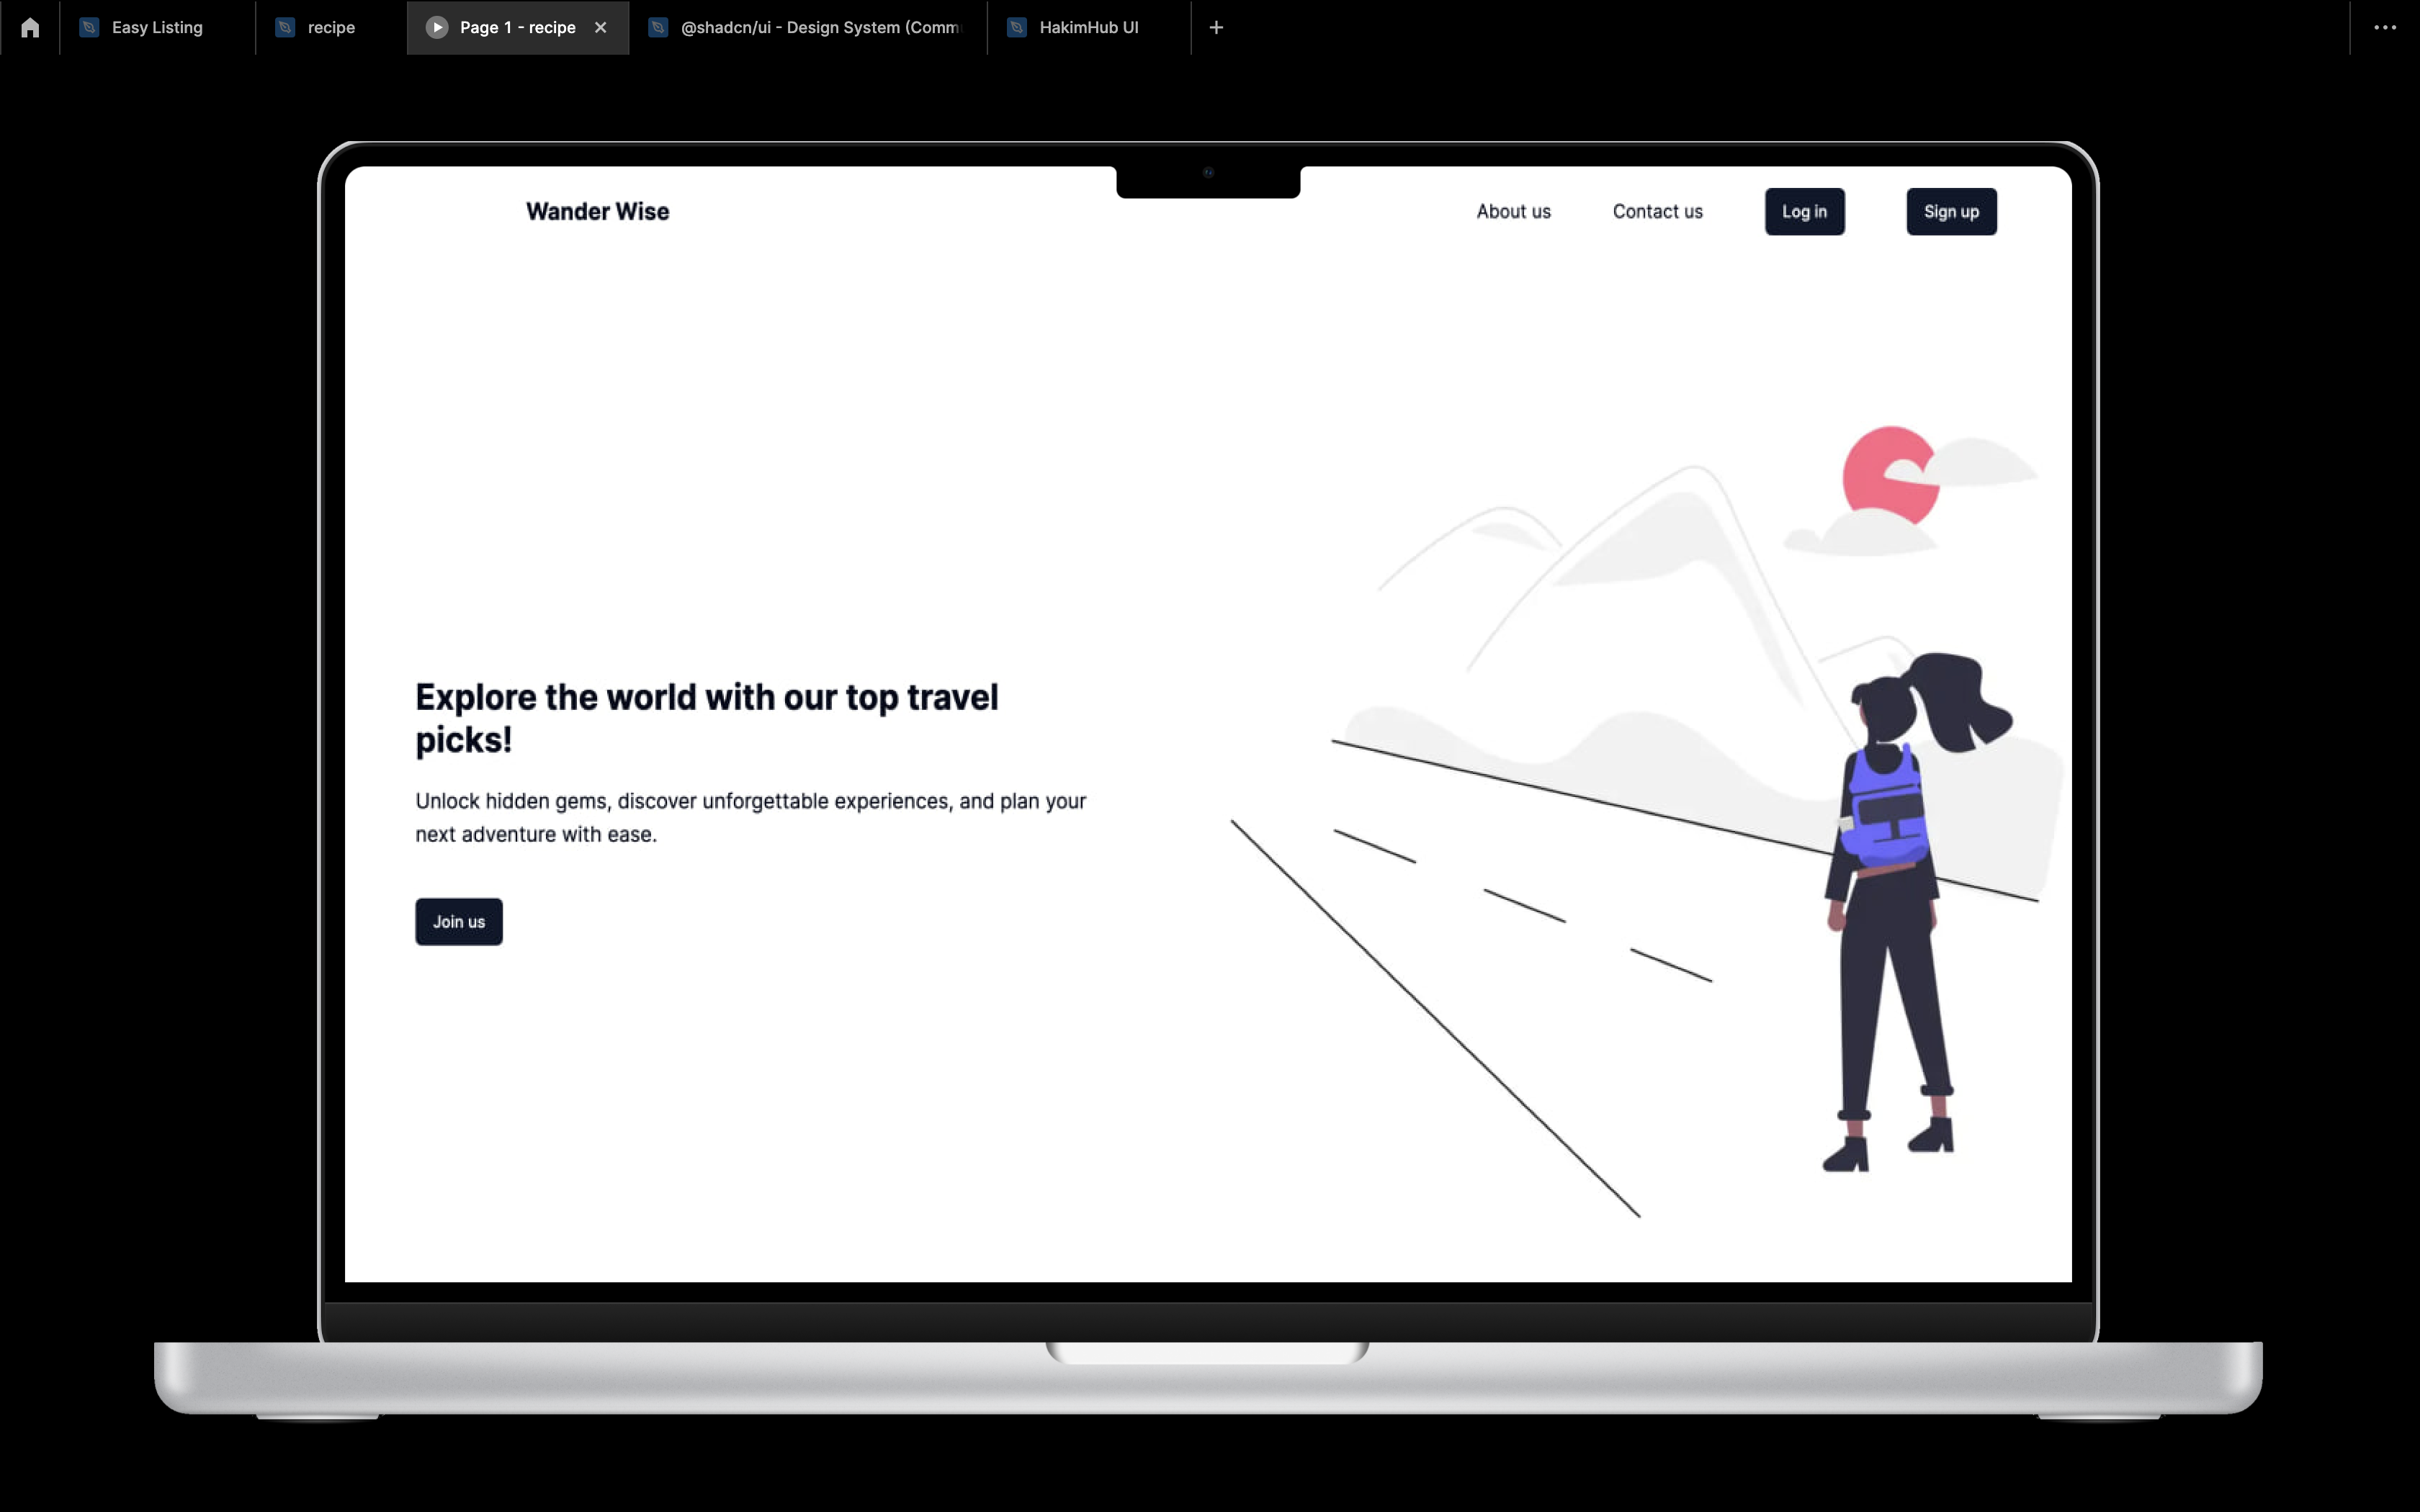 Easy Listing
recipe
Page 1 - recipe
@shadcn/ui - Design System (Comm
HakimHub UI
Wander Wise
About us
Contact us
Log in
Sign up
Explore the world with our top travel
picks!
Unlock hidden gems, discover unforgettable experiences, and plan your
next adventure with ease.
Join us